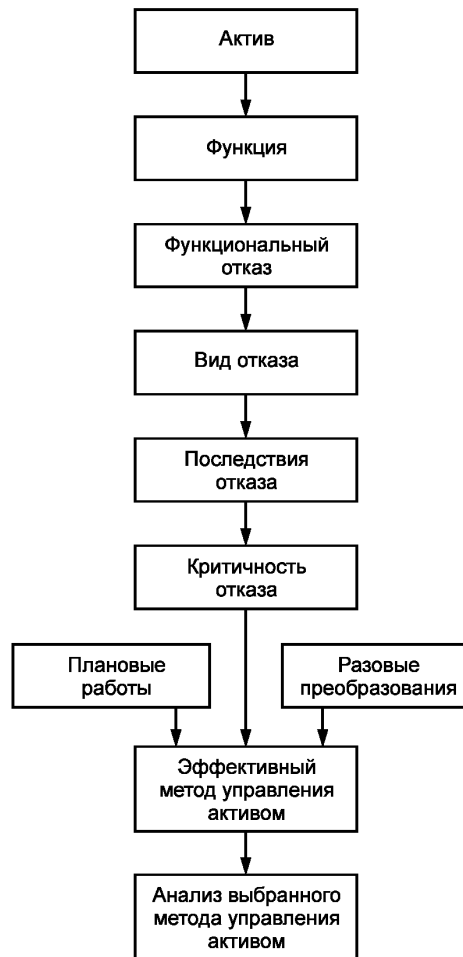 Актив
Функция
Функциональный
отказ
Вид отказа
Последствия
отказа
Критичность
отказа
Плановые
работы
Разовые
преобразования
Эффективный
метод управления
активом
Анализ выбранного
метода управления
активом